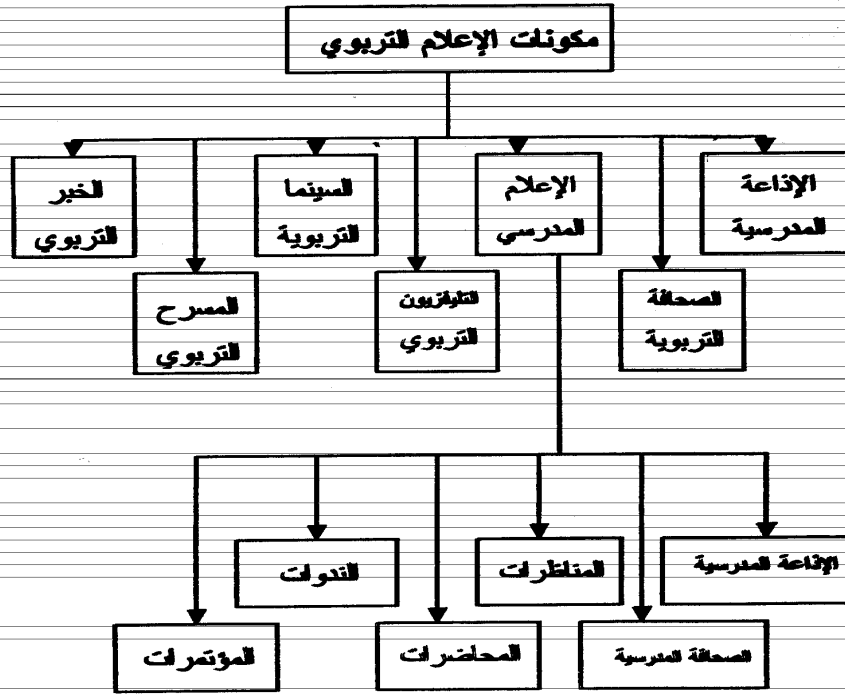 مكونات الإعلام التربوي
الإذاعة
المدرسية
الإعلام
المدرسي
السينما
التربوية
الخبر
التربوي
الصحافة
التربوية
التليفزيون
التربوي
المسرح
التربوي
الإذاعة المدرسية
المناظرات
الندوات
الصحافة المدرسية
المحاضرات
المؤتمرات